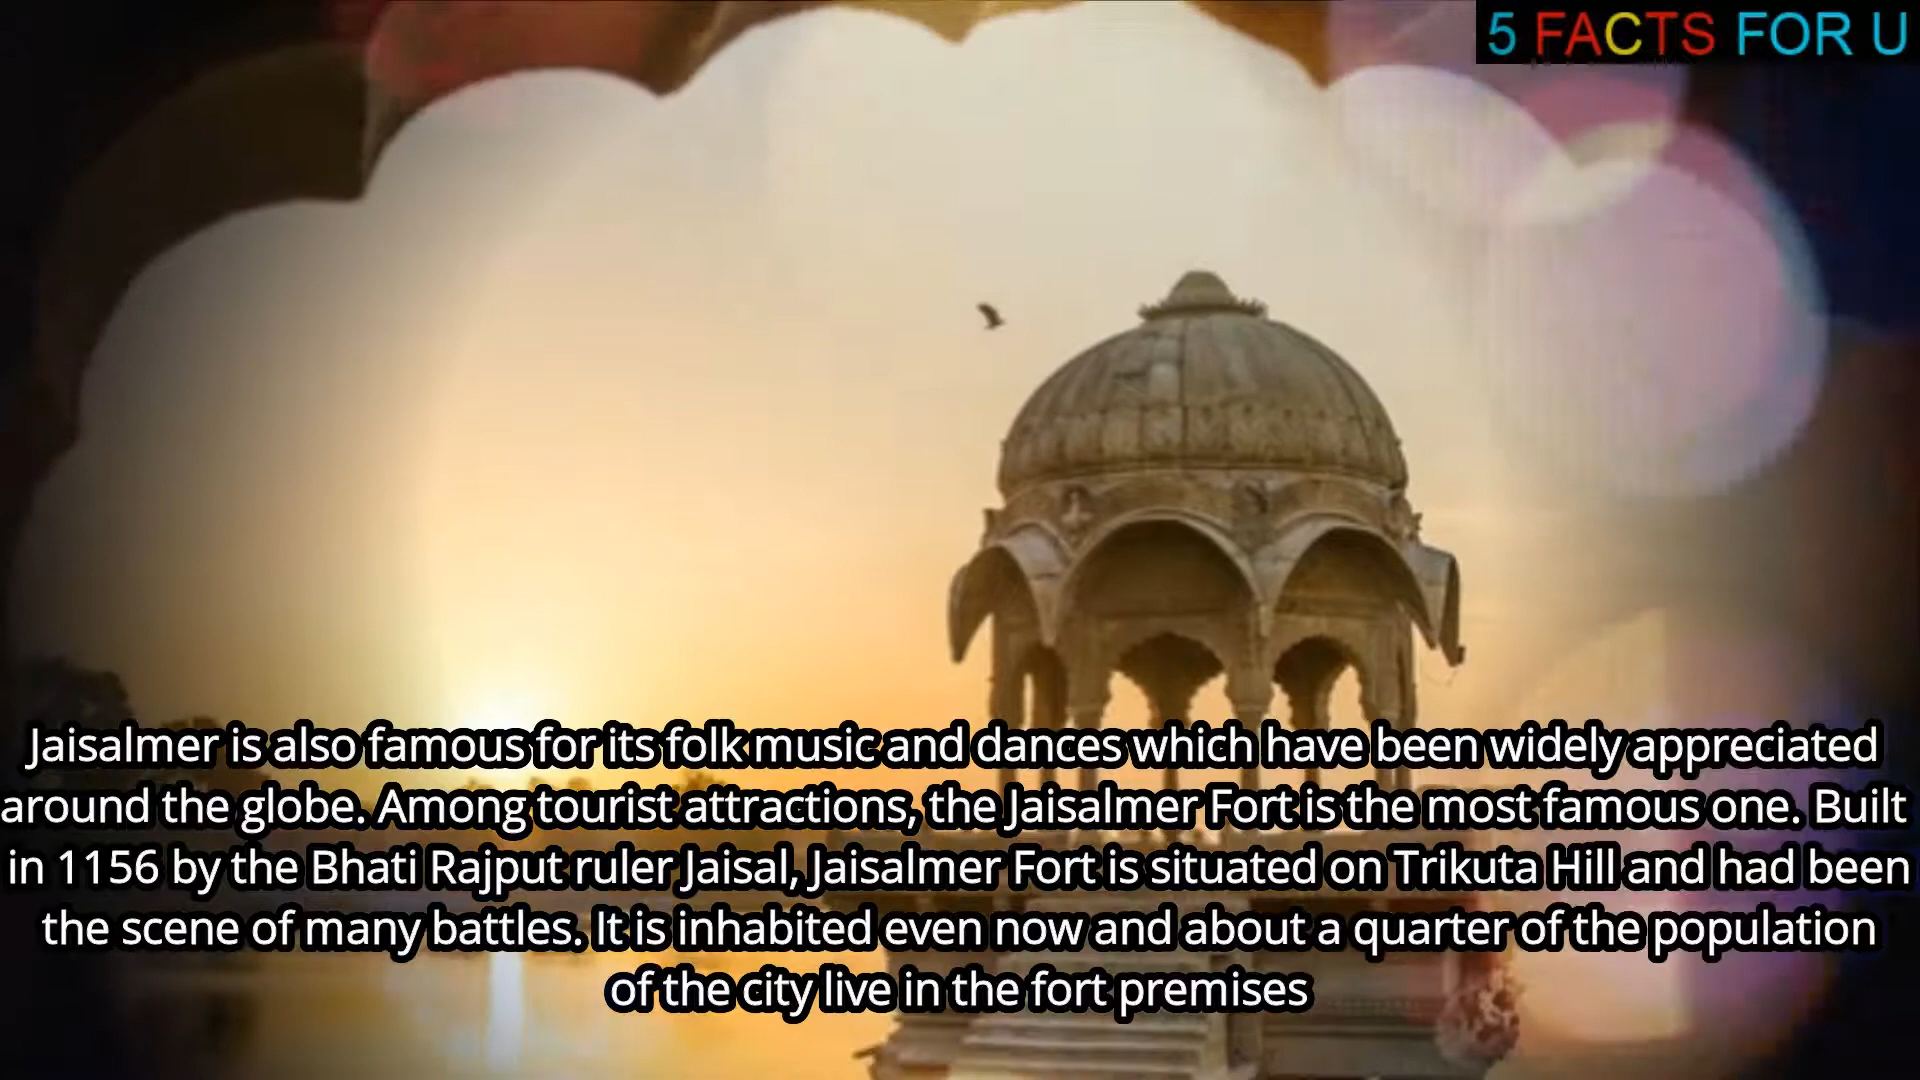 5 FACTS FOR U
Jaisalmer is also famous for its folk music and dances which have been widely appreciated
around the globe. Among tourist attractions, the Jaisalmer Fort is the most famous one. Built
in 1156 by the Bhati Rajput ruler Jaisal, Jaisalmer Fort is situated on Trikuta Hill and had been
the scene of many battles. It is inhabited even now and about a quarter of the population
of the city live in the fort premises